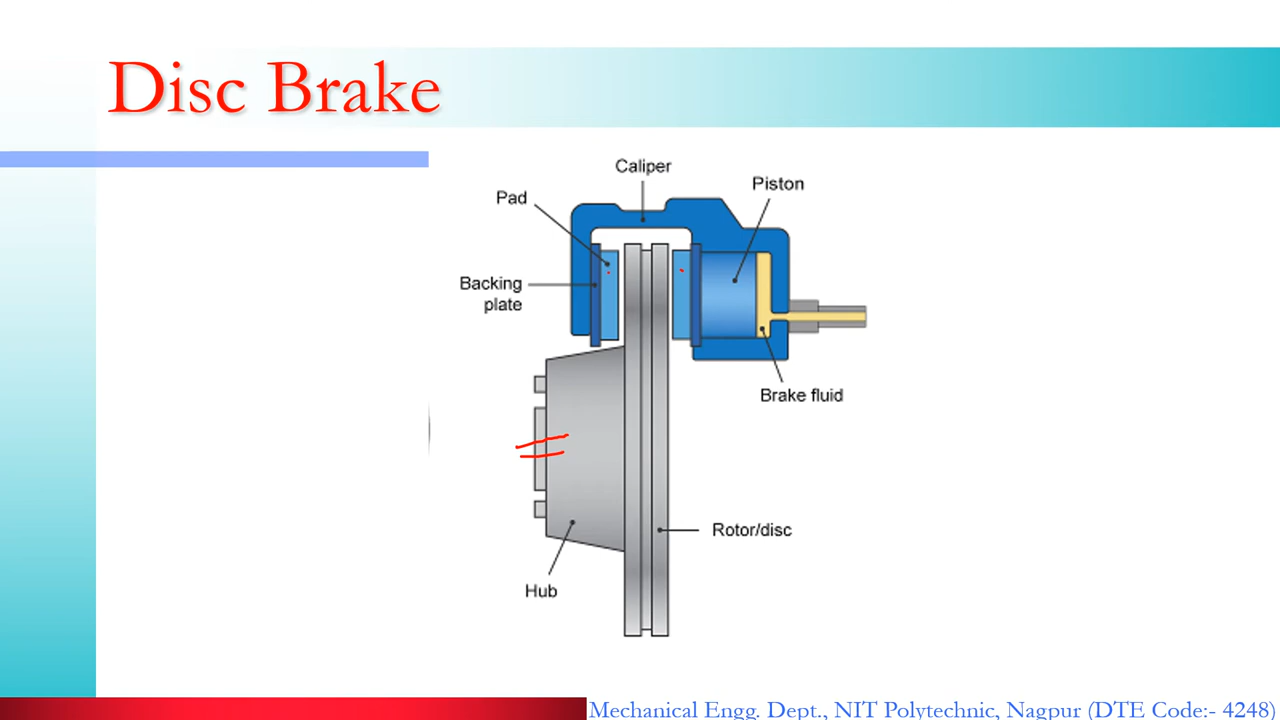 Disc Brake
Caliper
Piston
Pad
Backing
plate
Brake fluid
Rotor/disc
Hub
Mechanical Engg. Dept., NIT Polytechnic, Nagpur (DTE Code:- 4248)